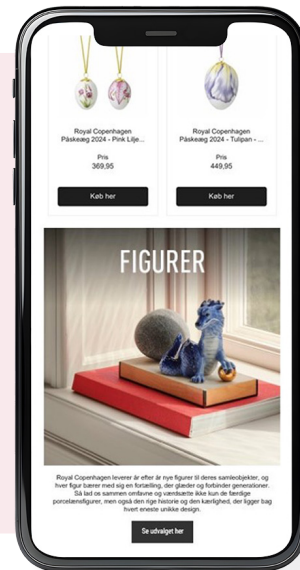 Royal Copenhagen
Påskeæg 2024 - Pink Lilje...
Pris
369,95
Køb her
Royal Copenhagen
Påskeæg 2024 - Tulipan - ...
Pris
449,95
Køb her
FIGURER
Royal Copenhagen leverer år efter år nye figurer til deres samleobjekter, og
hver figur bærer med sig en fortælling, der glæder og forbinder generationer.
Så lad os sammen omfavne og værdsætte ikke kun de færdige
porcelænsfigurer, men også den rige historie og den kærlighed, der ligger bag
hvert eneste unikke design.
Se udvalget her